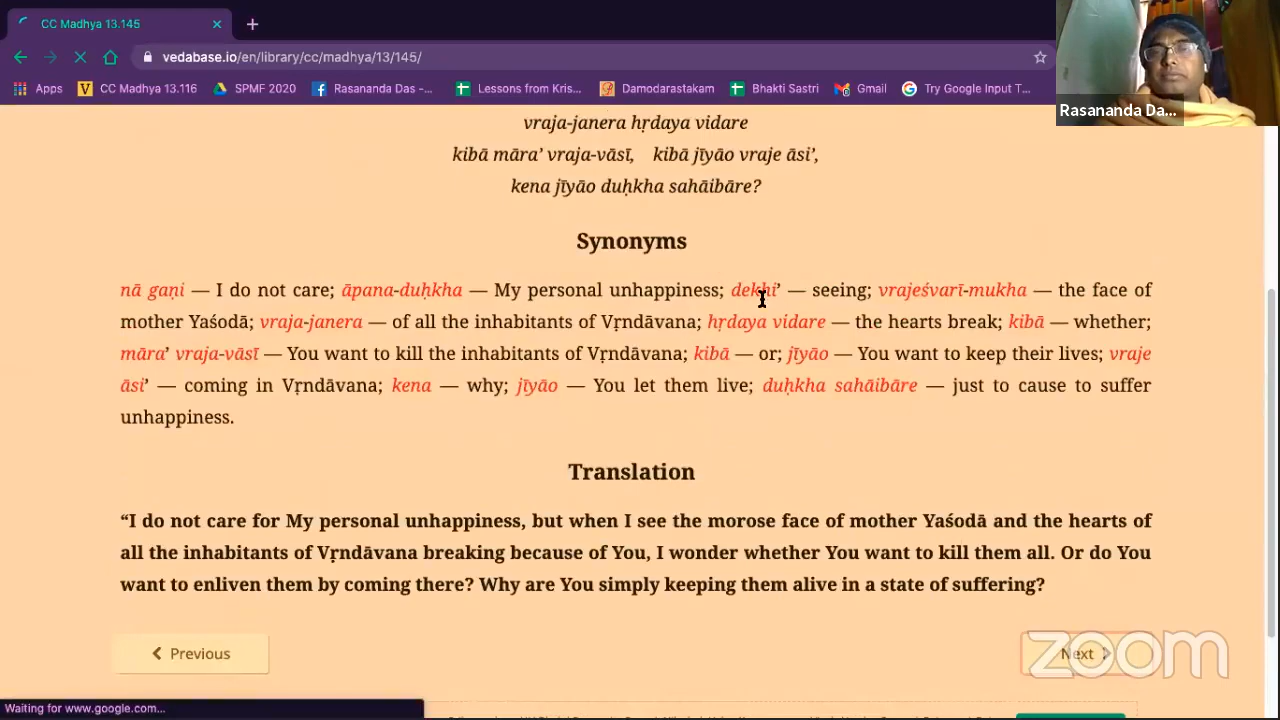 CC Madhya 13.145
vedabase.io/en/library/cc/madhya/13/145/
Apps CC Madhya 13.116 SPMF 2020 Rasananda Das -... Lessons from Kris... Damodarastakam Bhakti Sastri Gmail Try Google Input T...
Rasananda Da...
vraja-janera hṛdaya vidare
kibā māra’ vraja-vāsī, kibā jīyāo vraje āsi’,
kena jīyāo duḥkha sahāibāre?
Synonyms
nā gaṇi — I do not care; āpana-duḥkha — My personal unhappiness; dekhi’ — seeing; vrajeśvarī-mukha — the face of
mother Yaśodā; vraja-janera — of all the inhabitants of Vṛndāvana; hṛdaya vidare — the hearts break; kibā — whether;
māra’ vraja-vāsī — You want to kill the inhabitants of Vṛndāvana; kibā — or; jīyāo — You want to keep their lives; vraje
āsi’ — coming in Vṛndāvana; kena — why; jīyāo — You let them live; duḥkha sahāibāre — just to cause to suffer
unhappiness.
Translation
“I do not care for My personal unhappiness, but when I see the morose face of mother Yaśodā and the hearts of
all the inhabitants of Vṛndāvana breaking because of You, I wonder whether You want to kill them all. Or do You
want to enliven them by coming there? Why are You simply keeping them alive in a state of suffering?
Previous
Next
zoom
Waiting for www.google.com...